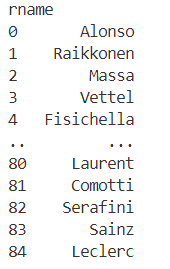 rname
0 Alonso
1 Raikkonen
2 Massa
3 Vettel
4 Fisichella
.. ...
80 Laurent
81 Comotti
82 Serafini
83 Sainz
84 Leclerc